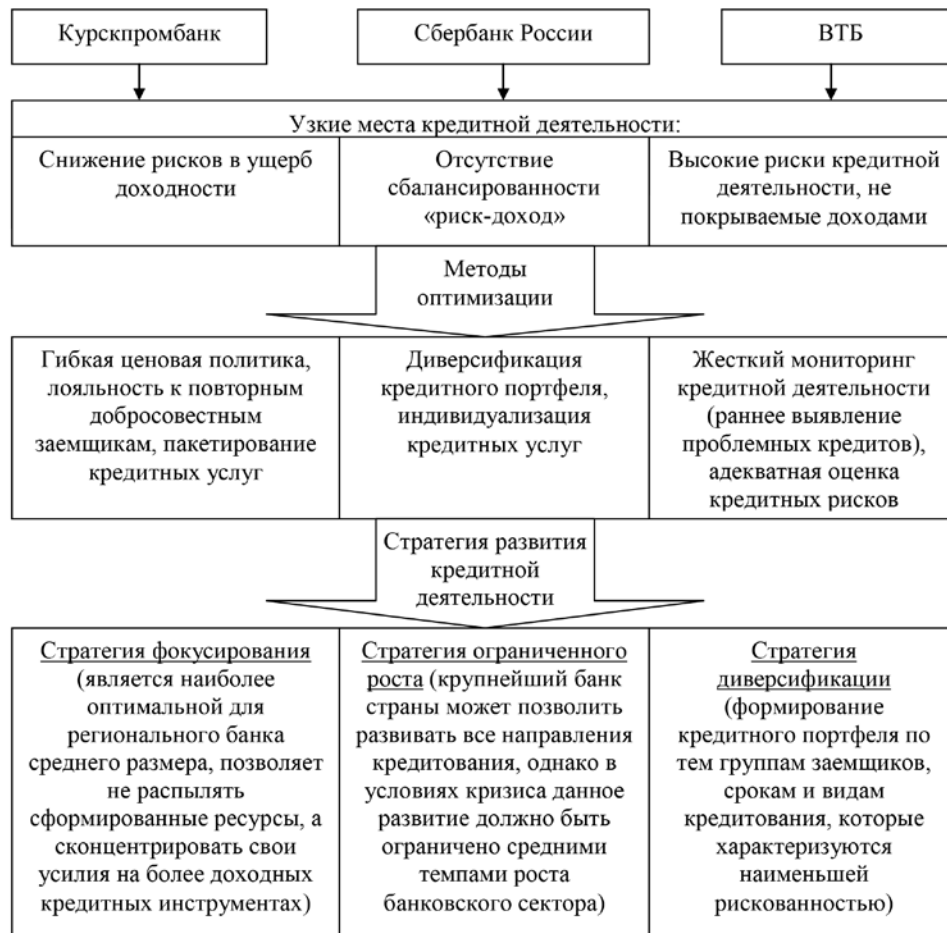 Курскпромбанк
Сбербанк России
ВТБ
Узкие места кредитной деятельности:
Снижение рисков в ущерб
доходности
Отсутствие
сбалансированности
«риск-доход»
Высокие риски кредитной
деятельности, не
покрываемые доходами
Методы
оптимизации
Гибкая ценовая политика,
лояльность к повторным
добросовестным
заемщикам, пакетирование
кредитных услуг
Диверсификация
кредитного портфеля,
индивидуализация
кредитных услуг
Жесткий мониторинг
кредитной деятельности
(раннее выявление
проблемных кредитов),
адекватная оценка
кредитных рисков
Стратегия развития
кредитной
деятельности
Стратегия фокусирования
(является наиболее
оптимальной для
регионального банка
среднего размера, позволяет
не распылять
сформированные ресурсы, а
сконцентрировать свои
усилия на более доходных
кредитных инструментах)
Стратегия ограниченного
роста (крупнейший банк
страны может позволить
развивать все направления
кредитования, однако в
условиях кризиса данное
развитие должно быть
ограничено средними
темпами роста
банковского сектора)
Стратегия
диверсификации
(формирование
кредитного портфеля по
тем группам заемщиков,
срокам и видам
кредитования, которые
характеризуются
наименьшей
рискованностью)